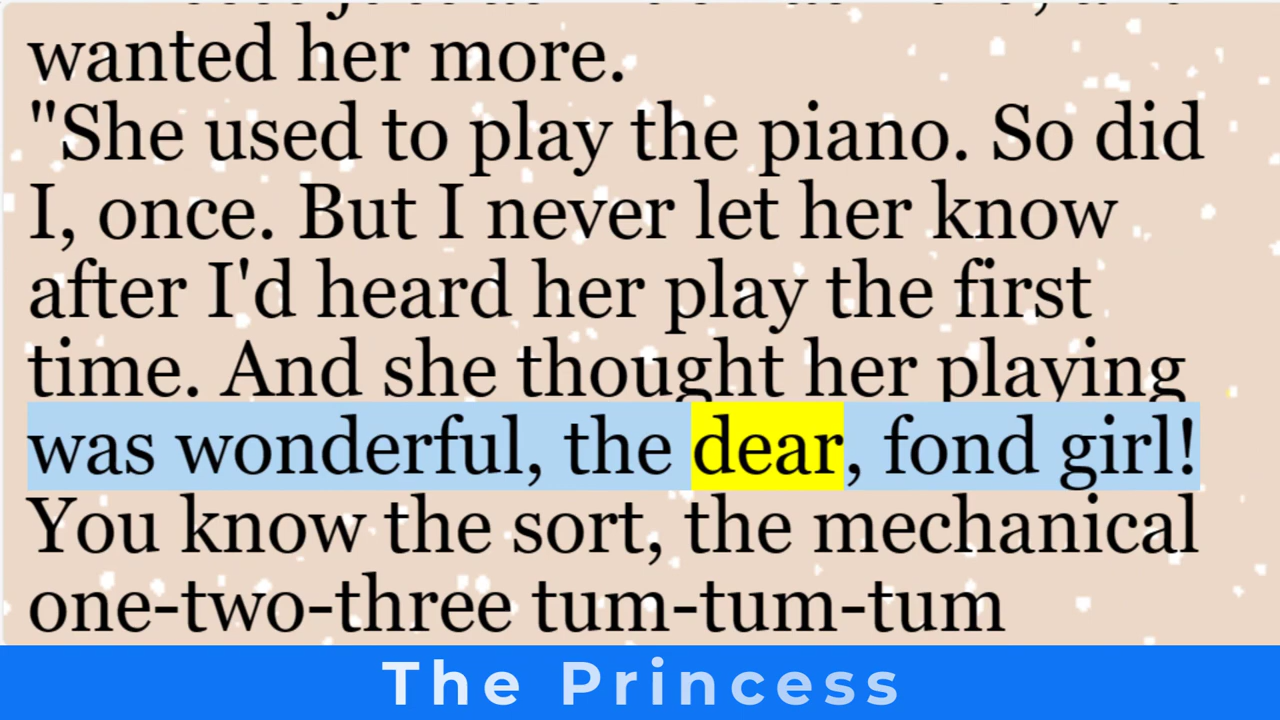 wanted her more.
"She used to play the piano. So did
I, once. But I never let her know
after I'd heard her play the first
time. And she thought her playing
was wonderful, the dear, fond girl!
You know the sort, the mechanical
one-two-three tum-tum-tum
The Princess